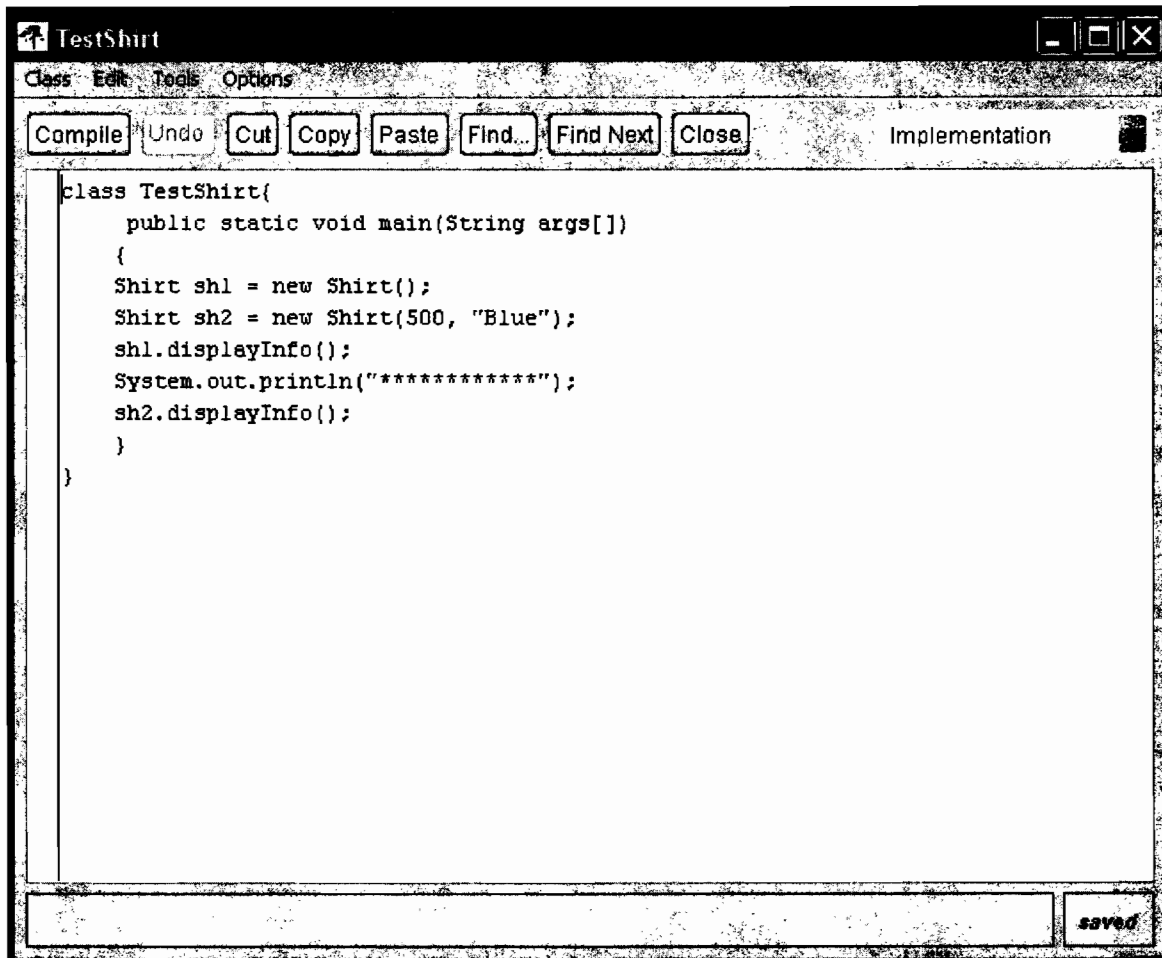 TestShirt
Class Edit Tools Options
Compile Undo Cut Copy Paste Find... Find Next Close Implementation
class TestShirt{
public static void main(String args[])
{
Shirt sh1 = new Shirt();
Shirt sh2 = new Shirt(500, "Blue");
sh1.displayInfo();
System.out.println("************");
sh2.displayInfo();
}
}
saved